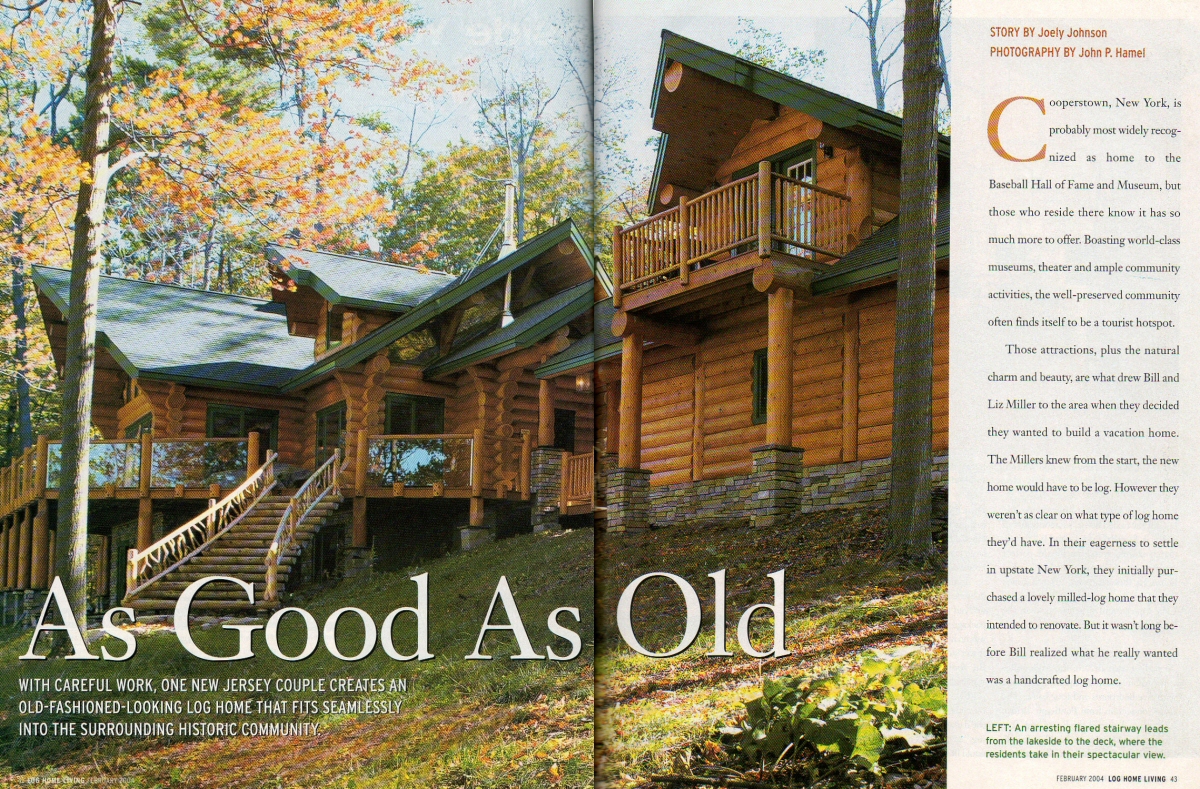 As Good As Old
WITH CAREFUL WORK, ONE NEW JERSEY COUPLE CREATES AN
OLD-FASHIONED-LOOKING LOG HOME THAT FITS SEAMLESSLY
INTO THE SURROUNDING HISTORIC COMMUNITY.
LOG HOME LIVING FEBRUARY 2004
STORY BY Joely Johnson
PHOTOGRAPHY BY John P. Hamel
Cooperstown, New York, is
probably most widely recog-
nized as home to the
Baseball Hall of Fame and Museum, but
those who reside there know it has so
much more to offer. Boasting world-class
museums, theater and ample community
activities, the well-preserved community
often finds itself to be a tourist hotspot.
Those attractions, plus the natural
charm and beauty, are what drew Bill and
Liz Miller to the area when they decided
they wanted to build a vacation home.
The Millers knew from the start, the new
home would have to be log. However they
weren't as clear on what type of log home
they'd have. In their eagerness to settle
in upstate New York, they initially pur-
chased a lovely milled-log home that they
intended to renovate. But it wasn't long be-
fore Bill realized what he really wanted
was a handcrafted log home.
LEFT: An arresting flared stairway leads
from the lakeside to the deck, where the
residents take in their spectacular view.
FEBRUARY 2004 LOG HOME LIVING 43